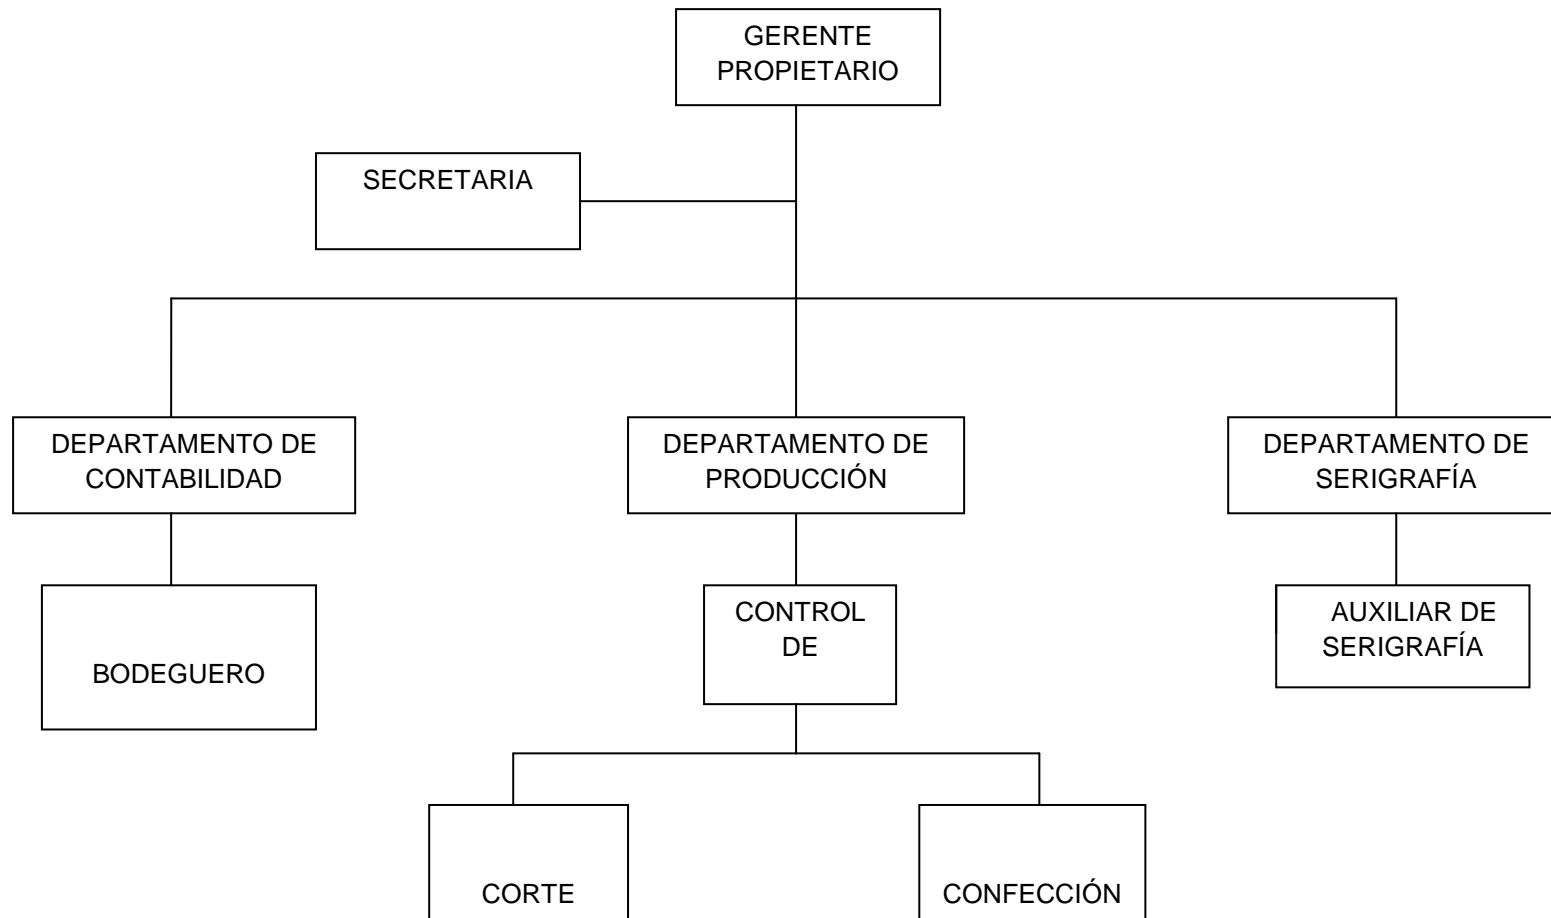 GERENTE
PROPIETARIO
SECRETARIA
DEPARTAMENTO DE
CONTABILIDAD
DEPARTAMENTO DE
PRODUCCIÓN
DEPARTAMENTO DE
SERIGRAFÍA
BODEGUERO
CONTROL
DE
AUXILIAR DE
SERIGRAFÍA
CORTE
CONFECCIÓN